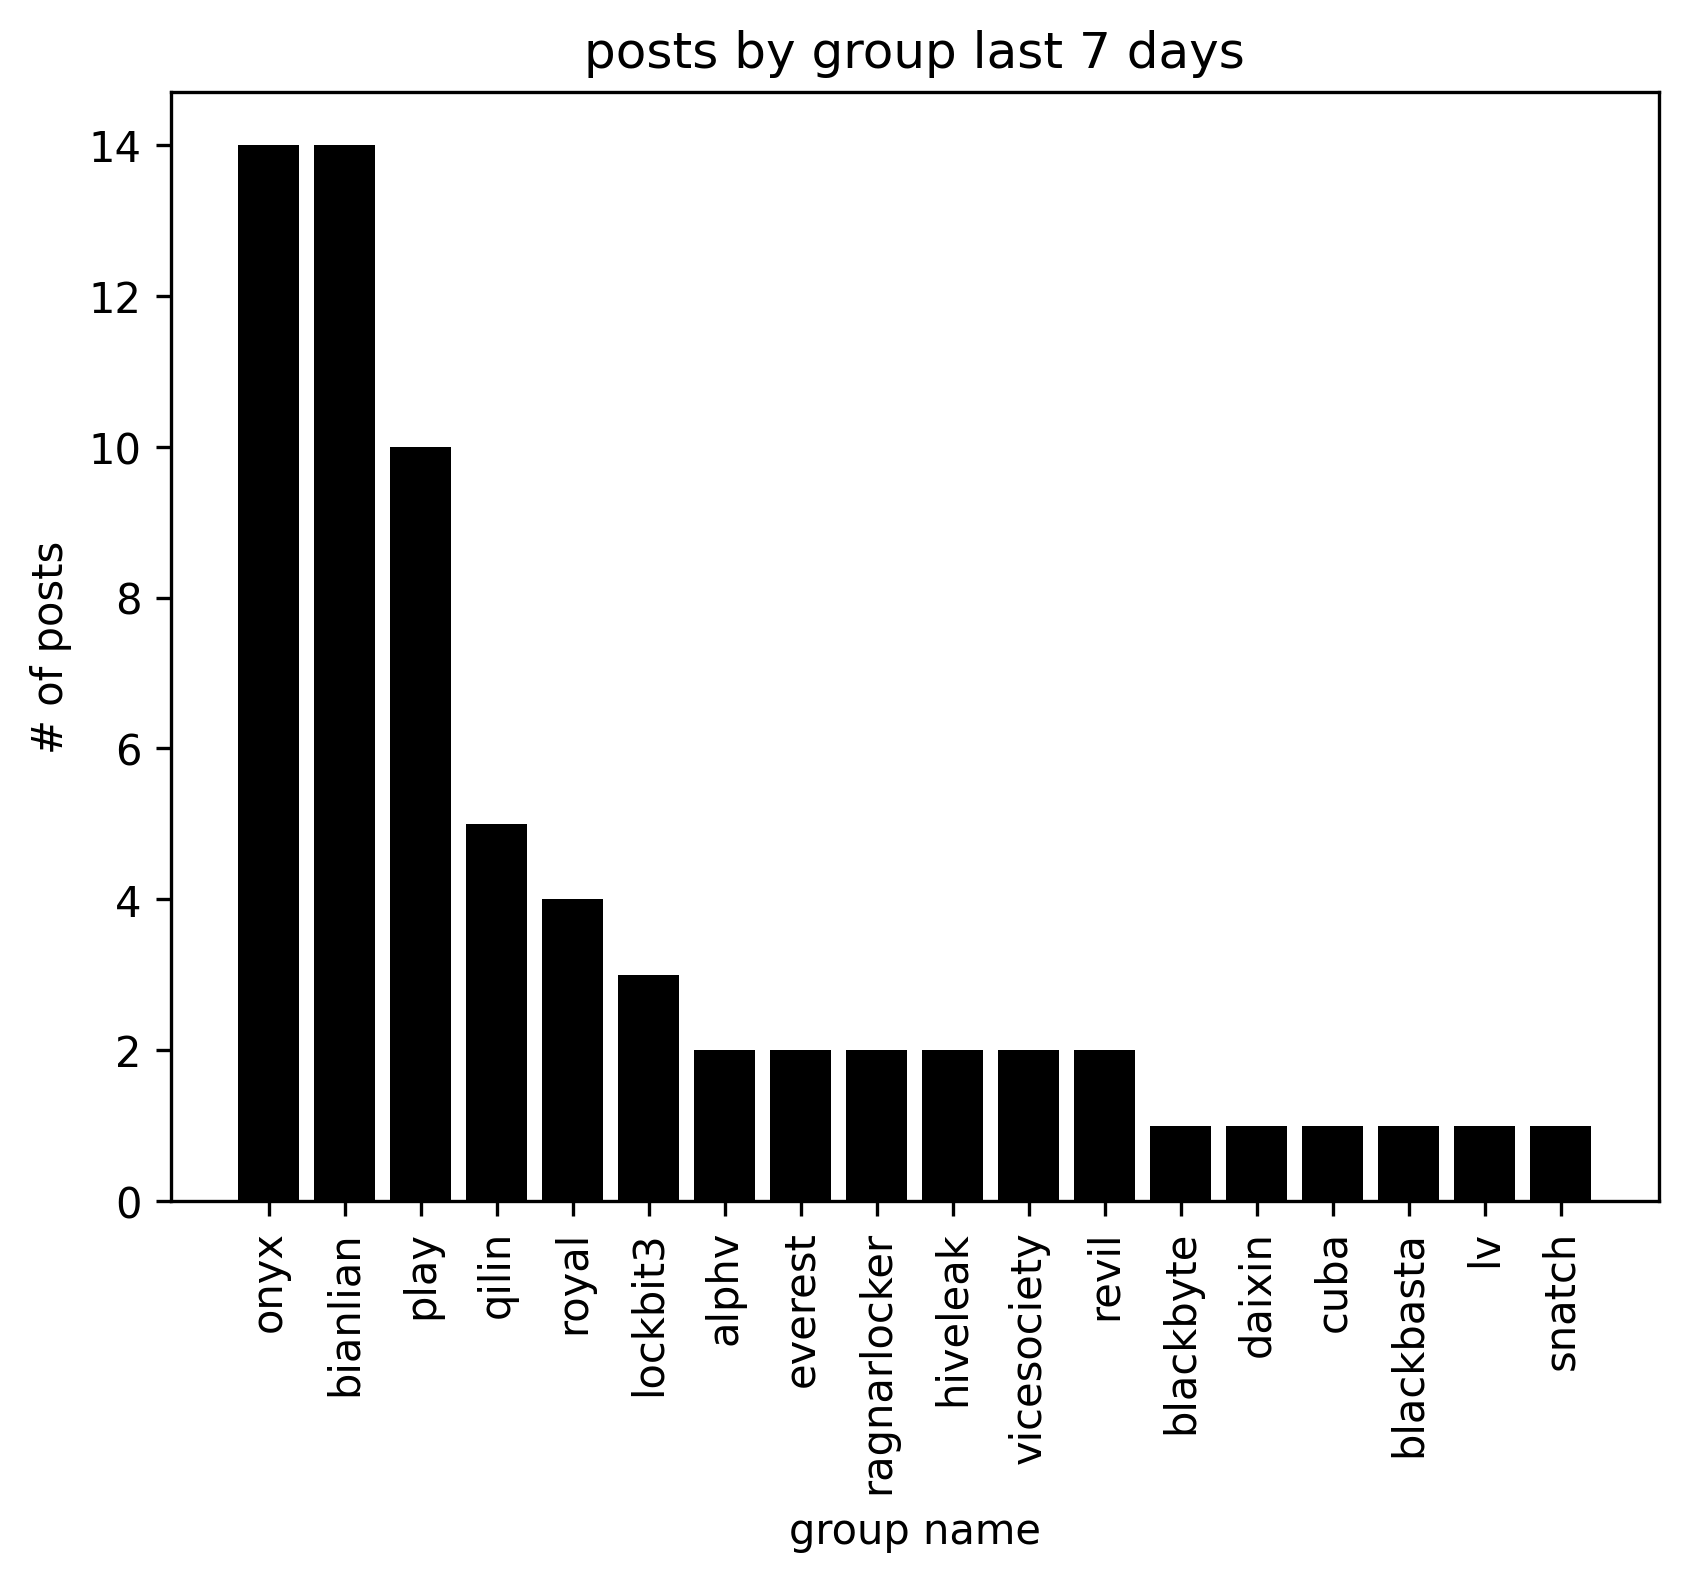 posts by group last 7 days
14
12
10
8
6
4
2
0
# of posts
onyx
bianlian
play
qilin
royal
lockbit3
alphv
everest
ragnarlocker
hiveleak
vicesociety
revil
blackbyte
daixin
cuba
blackbasta
lv
snatch
group name